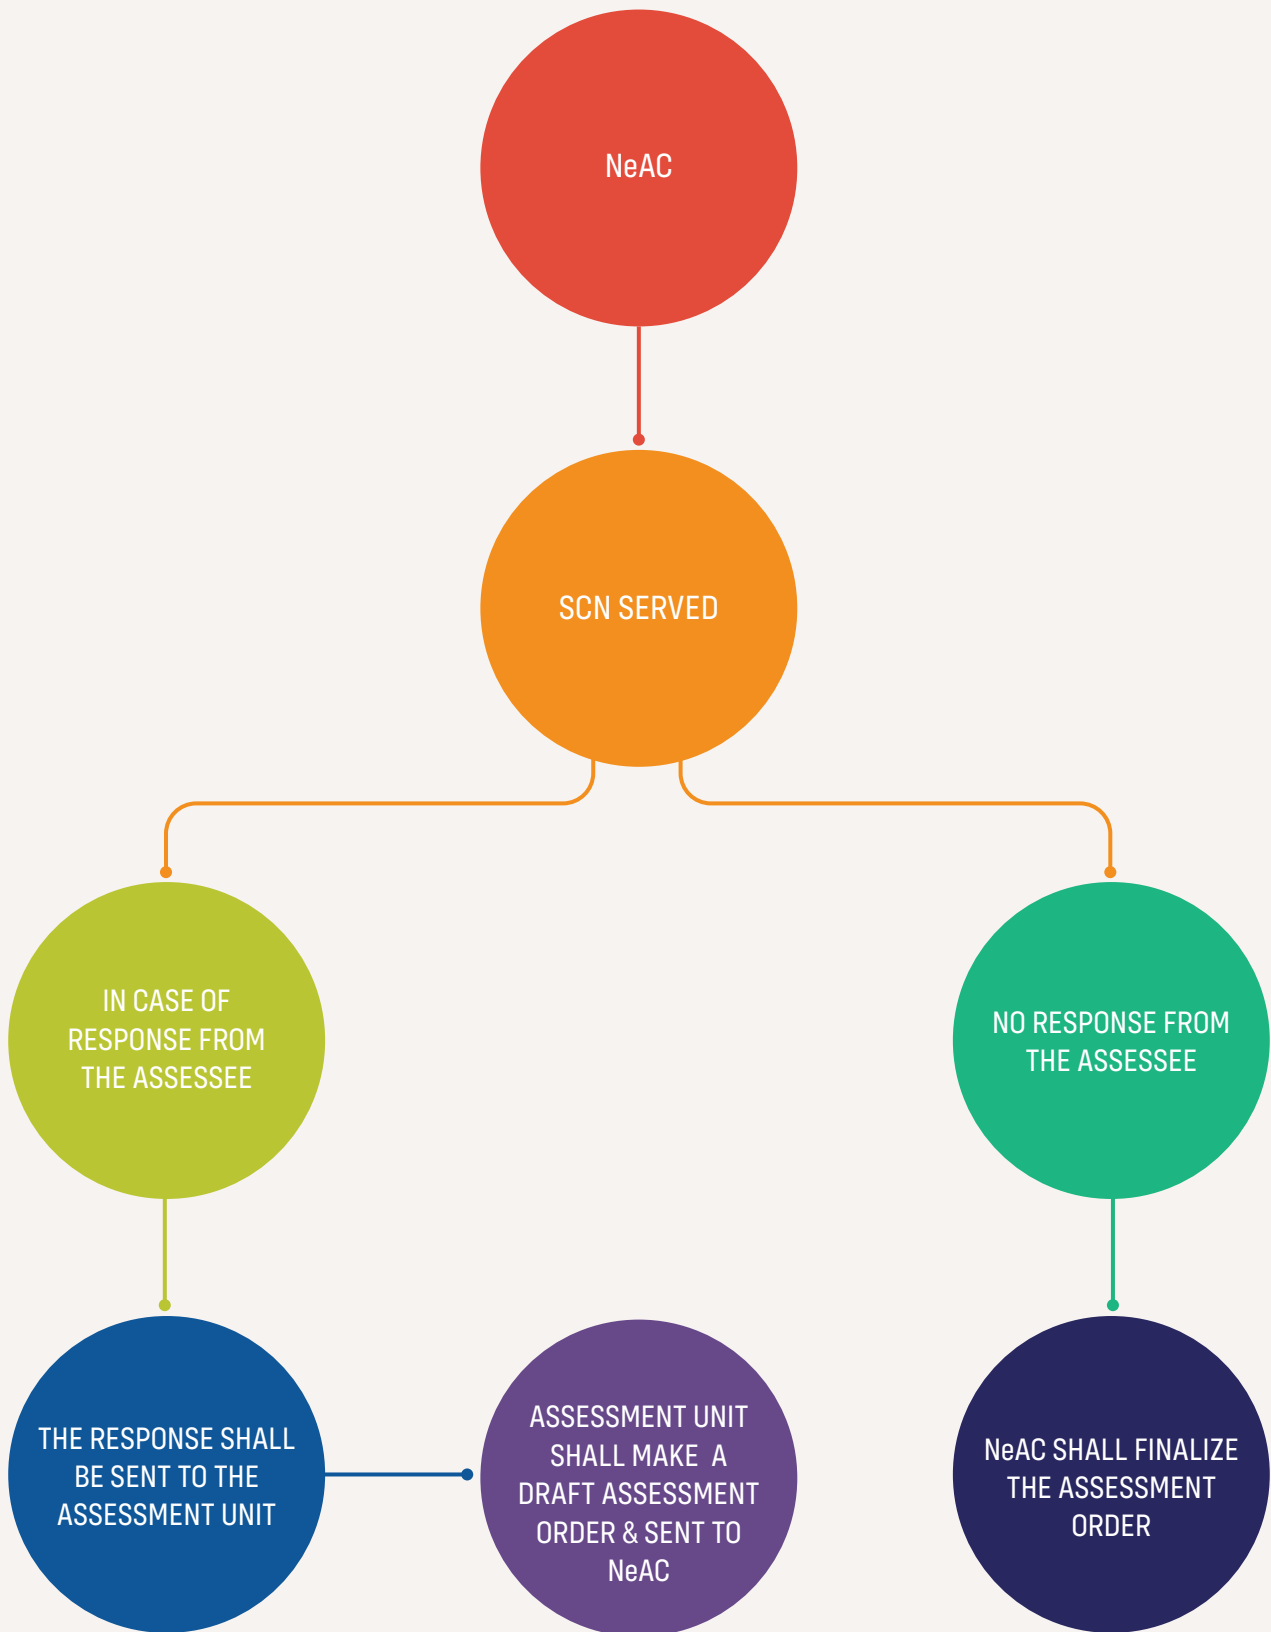 NeAC
SCN SERVED
IN CASE OF
RESPONSE FROM
THE ASSESSEE
NO RESPONSE FROM
THE ASSESSEE
THE RESPONSE SHALL
BE SENT TO THE
ASSESSMENT UNIT
ASSESSMENT UNIT
SHALL MAKE A
DRAFT ASSESSMENT
ORDER & SENT TO
NeAC
NeAC SHALL FINALIZE
THE ASSESSMENT
ORDER